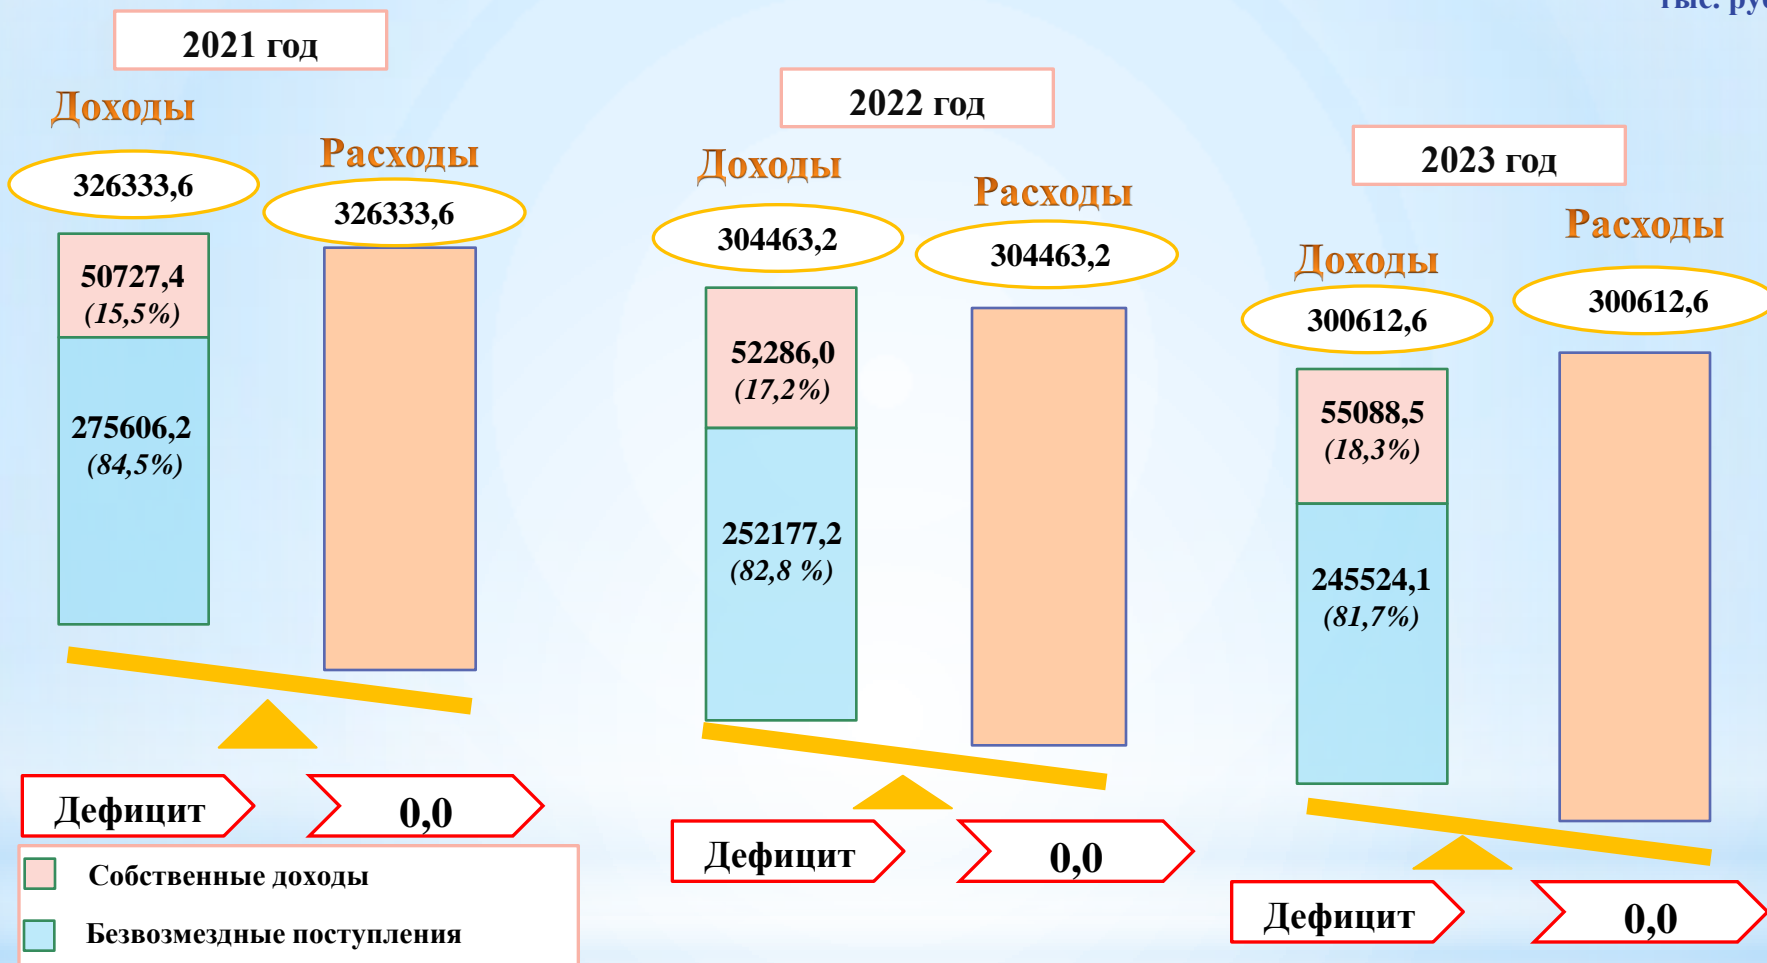 тыс. руб
2021 год
Доходы
326333,6
Расходы
326333,6
50727,4
(15,5%)
275606,2
(84,5%)
Дефицит
0,0
2022 год
Доходы
304463,2
Расходы
304463,2
52286,0
(17,2%)
252177,2
(82,8 %)
Дефицит
0,0
2023 год
Доходы
300612,6
Расходы
300612,6
55088,5
(18,3%)
245524,1
(81,7%)
Дефицит
0,0
Собственные доходы
Безвозмездные поступления